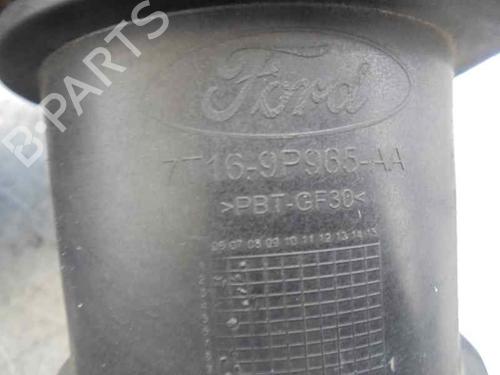 Ford
7T16-9P965-AA
>PBT-GF30<
06 07 08 09 10 11 12 13 14 15
B-PARTS